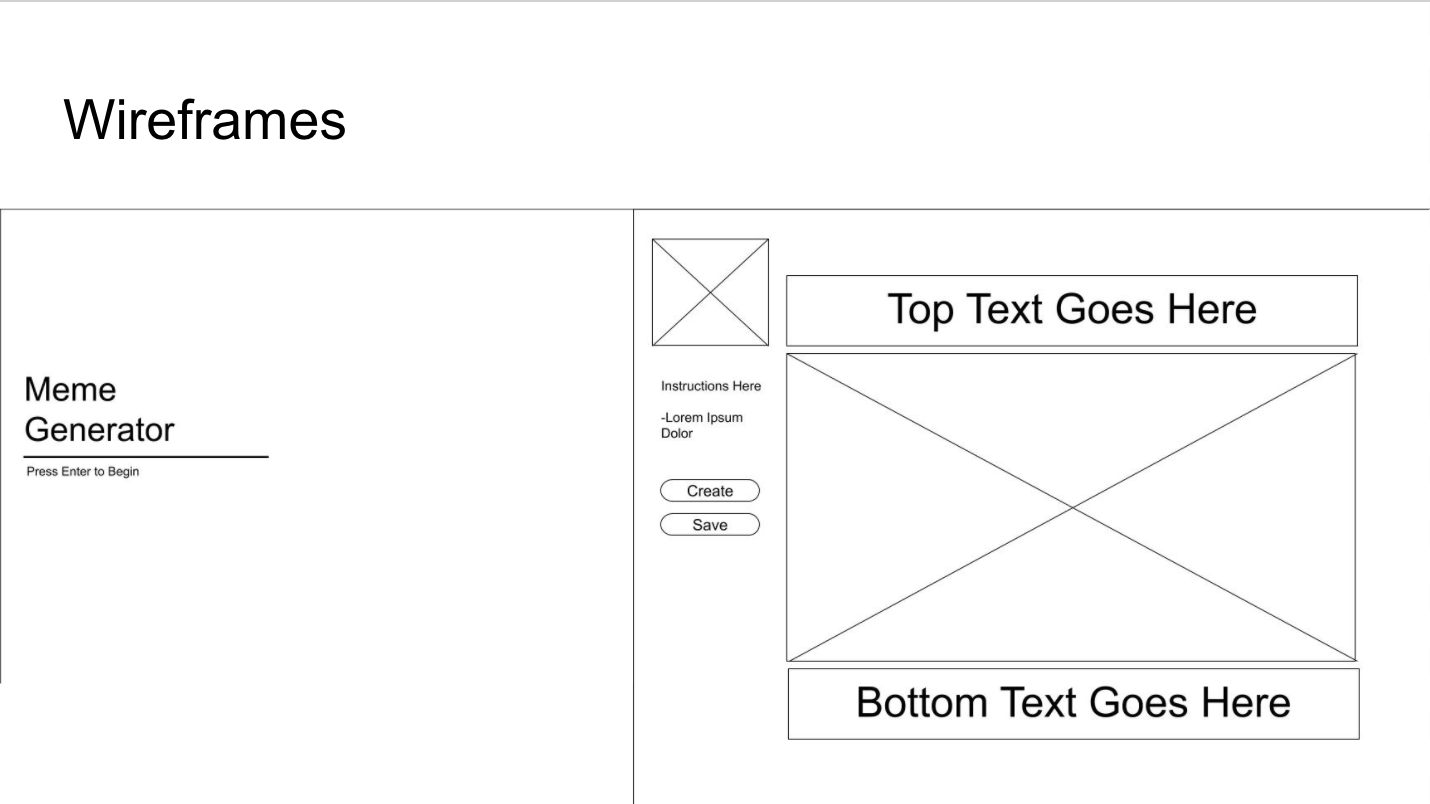 Wireframes
Meme
Generator
Press Enter to Begin
Instructions Here
-Lorem Ipsum
Dolor
Create
Save
Top Text Goes Here
Bottom Text Goes Here